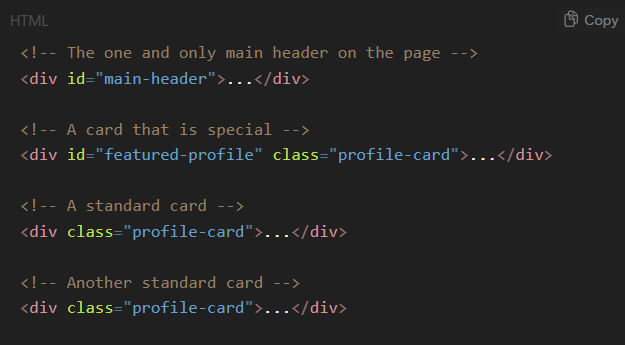 HTML
Copy
<!-- The one and only main header on the page -->
<div id="main-header">...</div>
<!-- A card that is special -->
<div id="featured-profile" class="profile-card">...</div>
<!-- A standard card -->
<div class="profile-card">...</div>
<!-- Another standard card -->
<div class="profile-card">...</div>